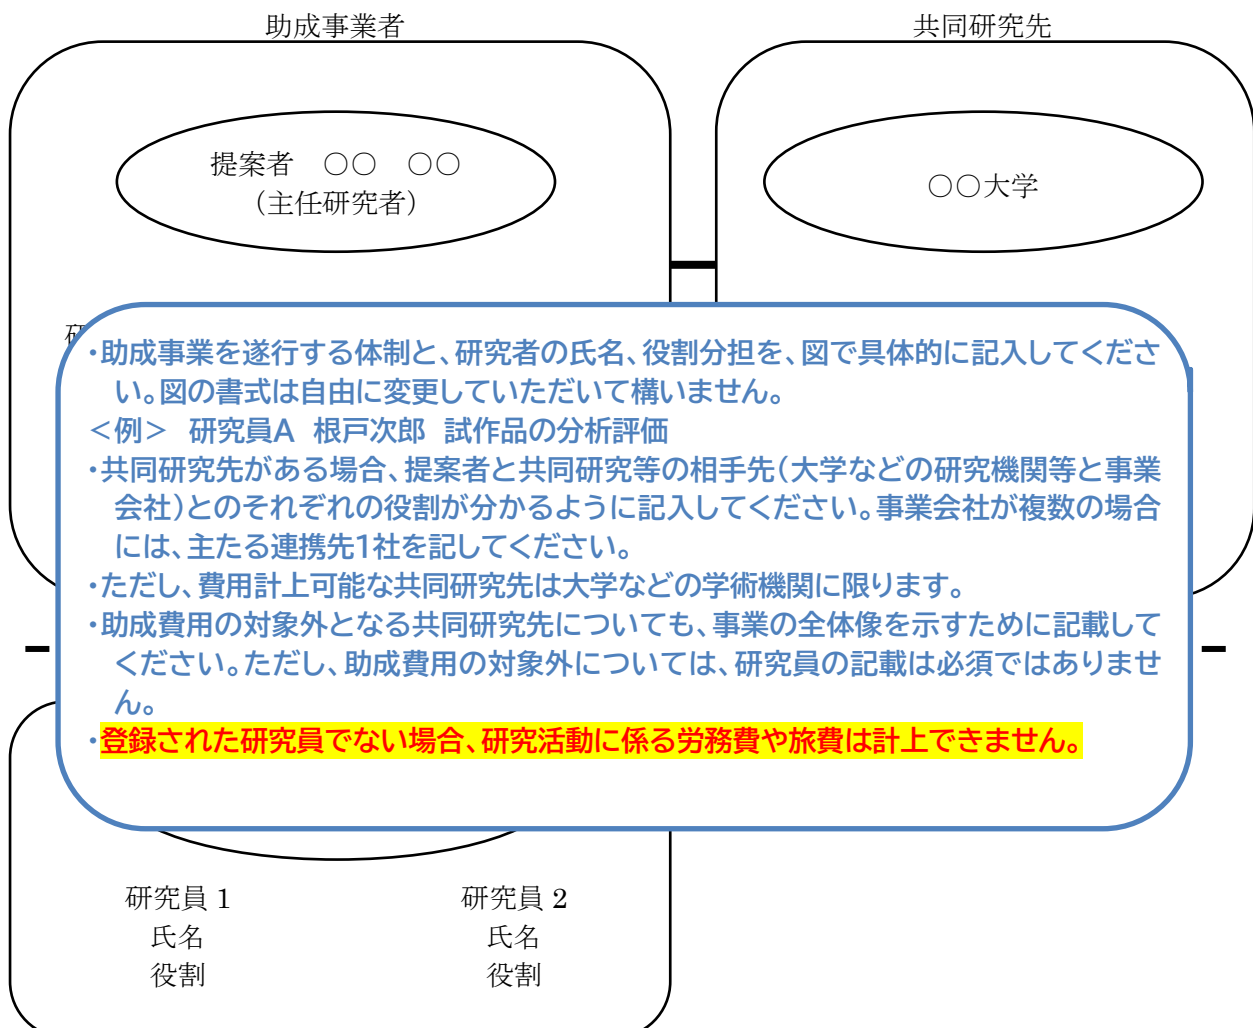 助成事業者
共同研究先
提案者　○○　○○
（主任研究者）
○○大学
研
・助成事業を遂行する体制と、研究者の氏名、役割分担を、図で具体的に記入してくださ
い。図の書式は自由に変更していただいて構いません。
＜例＞　研究員A　根戸次郎　試作品の分析評価
・共同研究先がある場合、提案者と共同研究等の相手先（大学などの研究機関等と事業
会社）とのそれぞれの役割が分かるように記入してください。事業会社が複数の場合
には、主たる連携先1社を記してください。
・ただし、費用計上可能な共同研究先は大学などの学術機関に限ります。
・助成費用の対象外となる共同研究先についても、事業の全体像を示すために記載して
ください。ただし、助成費用の対象外については、研究員の記載は必須ではありませ
ん。
・登録された研究員でない場合、研究活動に係る労務費や旅費は計上できません。
研究員 1
氏名
役割
研究員 2
氏名
役割